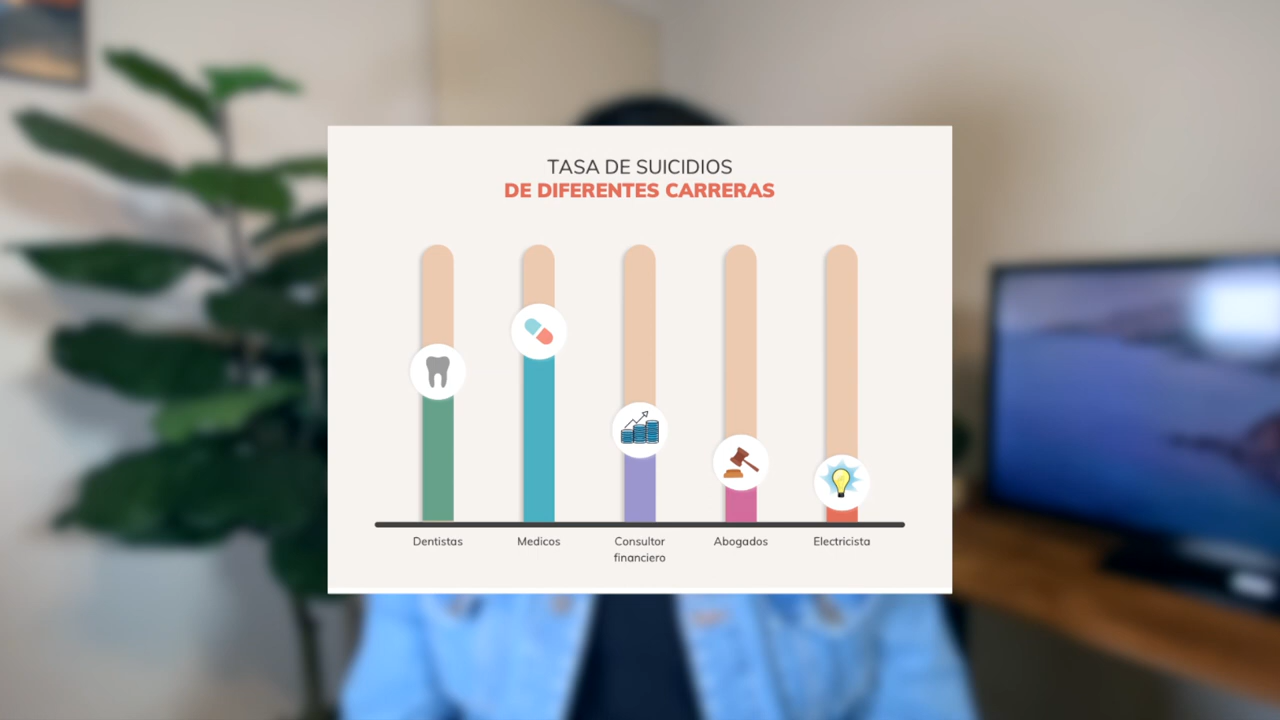 TASA DE SUICIDIOS
DE DIFERENTES CARRERAS
Dentistas
Medicos
Consultor
financiero
Abogados
Electricista